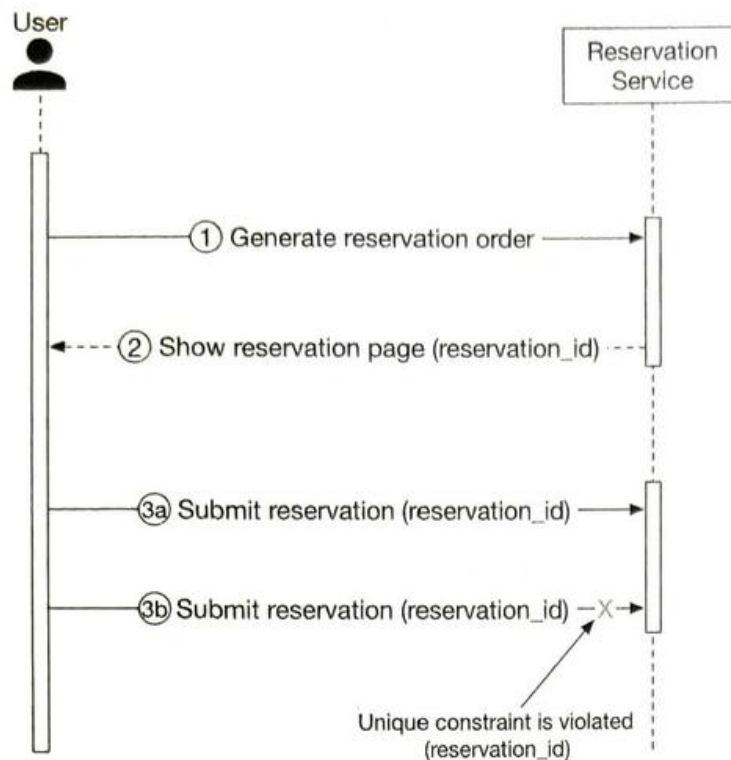 User
Reservation
Service
1 Generate reservation order
2 Show reservation page (reservation_id)
3a Submit reservation (reservation_id)
3b Submit reservation (reservation_id) X
Unique constraint is violated
(reservation_id)